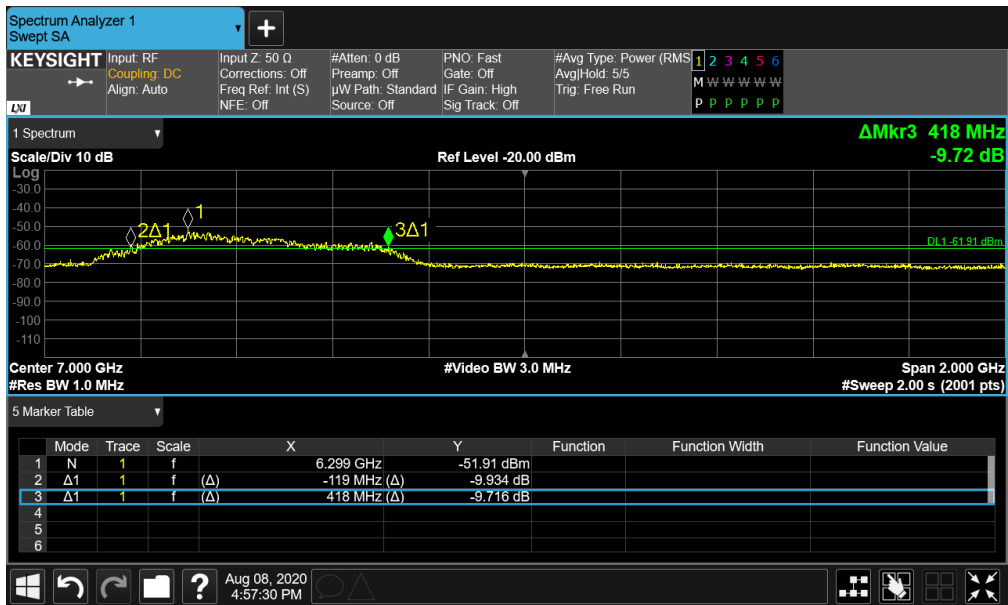 Spectrum Analyzer 1
Swept SA
+
KEYSIGHT
LXI
Input: RF
Coupling: DC
Align: Auto
Input Z: 50 Ω
Corrections: Off
Freq Ref: Int (S)
NFE: Off
#Atten: 0 dB
Preamp: Off
µW Path: Standard
Source: Off
PNO: Fast
Gate: Off
IF Gain: High
Sig Track: Off
#Avg Type: Power (RMS
Avg|Hold: 5/5
Trig: Free Run
1 2 3 4 5 6
M W W W W W
P P P P P P
1 Spectrum
ΔMkr3 418 MHz
-9.72 dB
Scale/Div 10 dB
Ref Level -20.00 dBm
Log
-30.0
-40.0
-50.0
-60.0
-70.0
-80.0
-90.0
-100
-110
1
2Δ1
3Δ1
DL1 -61.91 dBm
Center 7.000 GHz
#Video BW 3.0 MHz
Span 2.000 GHz
#Res BW 1.0 MHz
#Sweep 2.00 s (2001 pts)
5 Marker Table
Mode Trace Scale X Y Function Function Width Function Value
1 N 1 f 6.299 GHz -51.91 dBm
2 Δ1 1 f (Δ) -119 MHz (Δ) -9.934 dB
3 Δ1 1 f (Δ) 418 MHz (Δ) -9.716 dB
4
5
6
?
Aug 08, 2020
4:57:30 PM